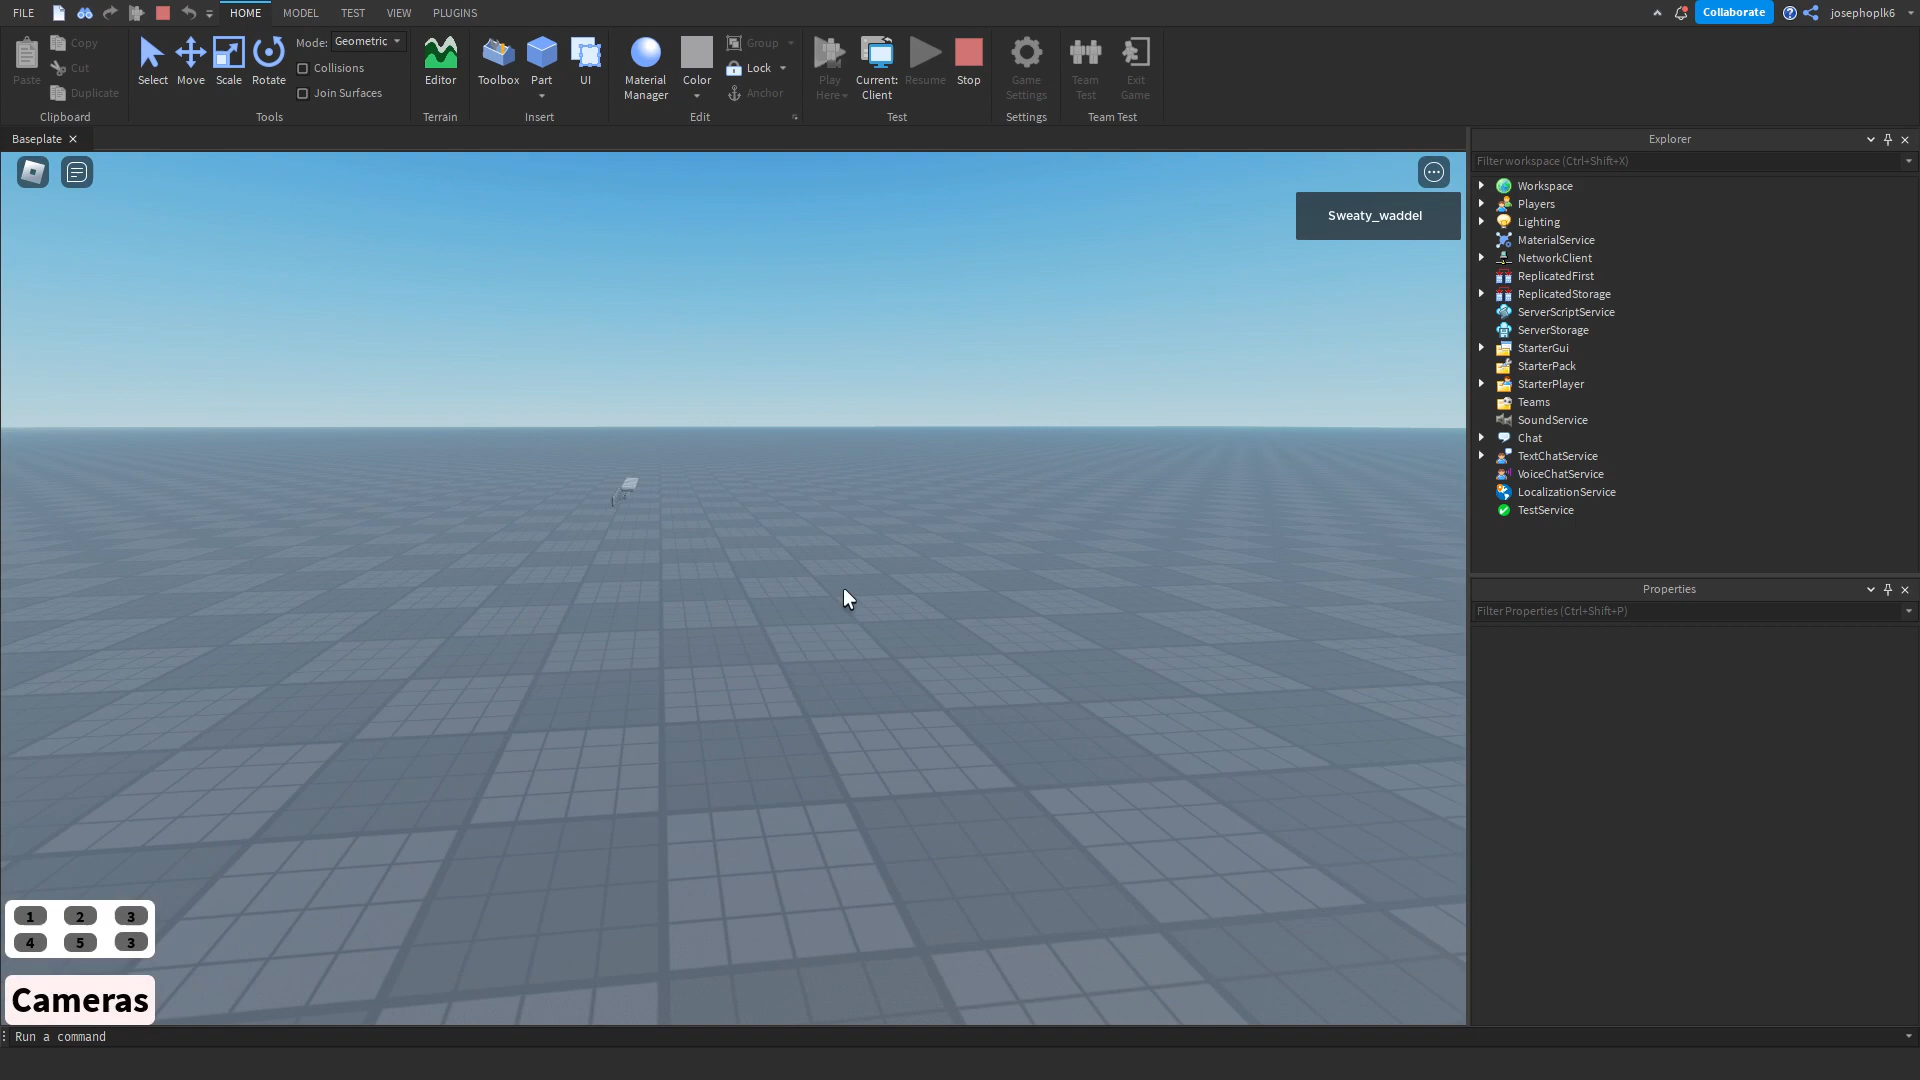 FILE HOME MODEL TEST VIEW PLUGINS Collaborate josephoplk6
Paste Copy Cut Duplicate Clipboard
Select Move Scale Rotate Mode: Geometric Collisions Join Surfaces Tools
Editor Terrain
Toolbox Part UI Insert
Material Manager Color Group Lock Anchor Edit
Play Here Current: Client Resume Stop Test
Game Settings Settings
Team Test Exit Game Team Test
Baseplate
Sweaty_waddel
1 2 3
4 5 3
Cameras
Run a command
Explorer
Filter workspace (Ctrl+Shift+X)
Workspace
Players
Lighting
MaterialService
NetworkClient
ReplicatedFirst
ReplicatedStorage
ServerScriptService
ServerStorage
StarterGui
StarterPack
StarterPlayer
Teams
SoundService
Chat
TextChatService
VoiceChatService
LocalizationService
TestService
Properties
Filter Properties (Ctrl+Shift+P)